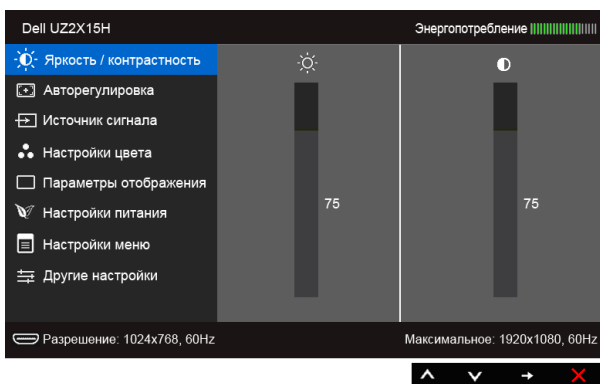 Dell UZ2X15H
Энергопотребление
Яркость / контрастность
Авторегулировка
Источник сигнала
Настройки цвета
Параметры отображения
Настройки питания
Настройки меню
Другие настройки
75
75
Разрешение: 1024x768, 60Hz
Максимальное: 1920x1080, 60Hz